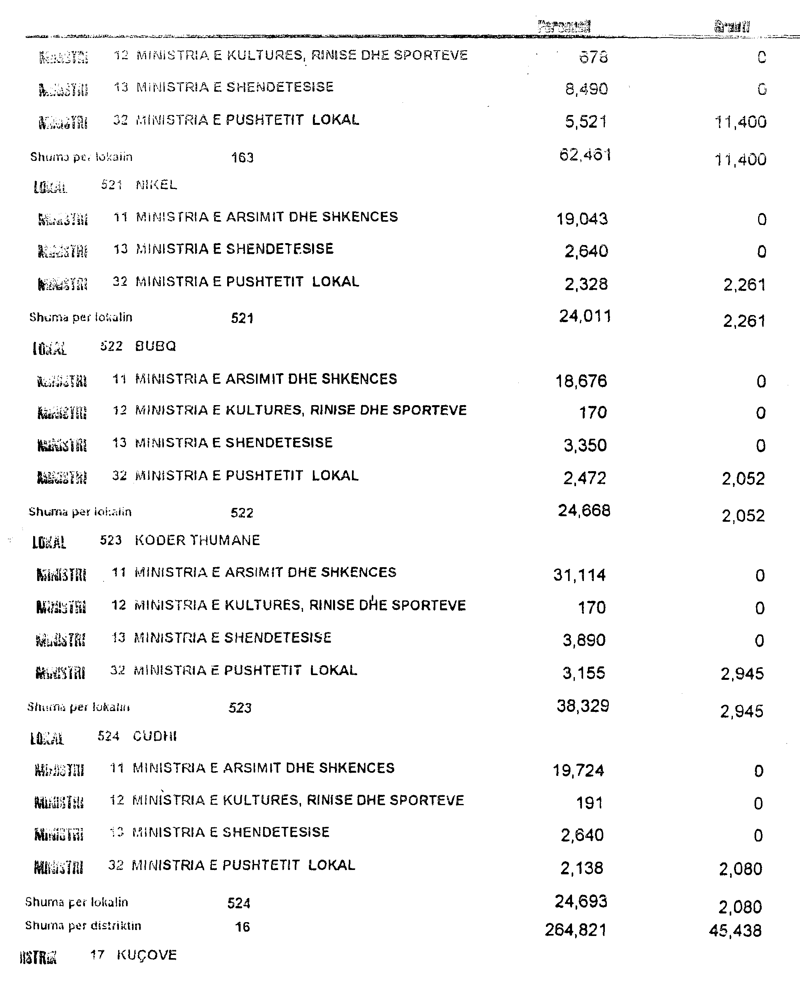 Personeli Granti
MINISTRI 12 MINISTRIA E KULTURES, RINISE DHE SPORTEVE 678 0
MINISTRI 13 MINISTRIA E SHENDETESISE 8,490 0
MINISTRI 32 MINISTRIA E PUSHTETIT LOKAL 5,521 11,400
Shuma per lokalin 163 62,461 11,400
LOKAL 521 NIKEL
MINISTRI 11 MINISTRIA E ARSIMIT DHE SHKENCES 19,043 0
MINISTRI 13 MINISTRIA E SHENDETESISE 2,640 0
MINISTRI 32 MINISTRIA E PUSHTETIT LOKAL 2,328 2,261
Shuma per lokalin 521 24,011 2,261
LOKAL 522 BUBQ
MINISTRI 11 MINISTRIA E ARSIMIT DHE SHKENCES 18,676 0
MINISTRI 12 MINISTRIA E KULTURES, RINISE DHE SPORTEVE 170 0
MINISTRI 13 MINISTRIA E SHENDETESISE 3,350 0
MINISTRI 32 MINISTRIA E PUSHTETIT LOKAL 2,472 2,052
Shuma per lokalin 522 24,668 2,052
LOKAL 523 KODER THUMANE
MINISTRI 11 MINISTRIA E ARSIMIT DHE SHKENCES 31,114 0
MINISTRI 12 MINISTRIA E KULTURES, RINISE DHE SPORTEVE 170 0
MINISTRI 13 MINISTRIA E SHENDETESISE 3,890 0
MINISTRI 32 MINISTRIA E PUSHTETIT LOKAL 3,155 2,945
Shuma per lokalin 523 38,329 2,945
LOKAL 524 CUDHI
MINISTRI 11 MINISTRIA E ARSIMIT DHE SHKENCES 19,724 0
MINISTRI 12 MINISTRIA E KULTURES, RINISE DHE SPORTEVE 191 0
MINISTRI 13 MINISTRIA E SHENDETESISE 2,640 0
MINISTRI 32 MINISTRIA E PUSHTETIT LOKAL 2,138 2,080
Shuma per lokalin 524 24,693 2,080
Shuma per distriktin 16 264,821 45,438
ISTRIK 17 KUÇOVE